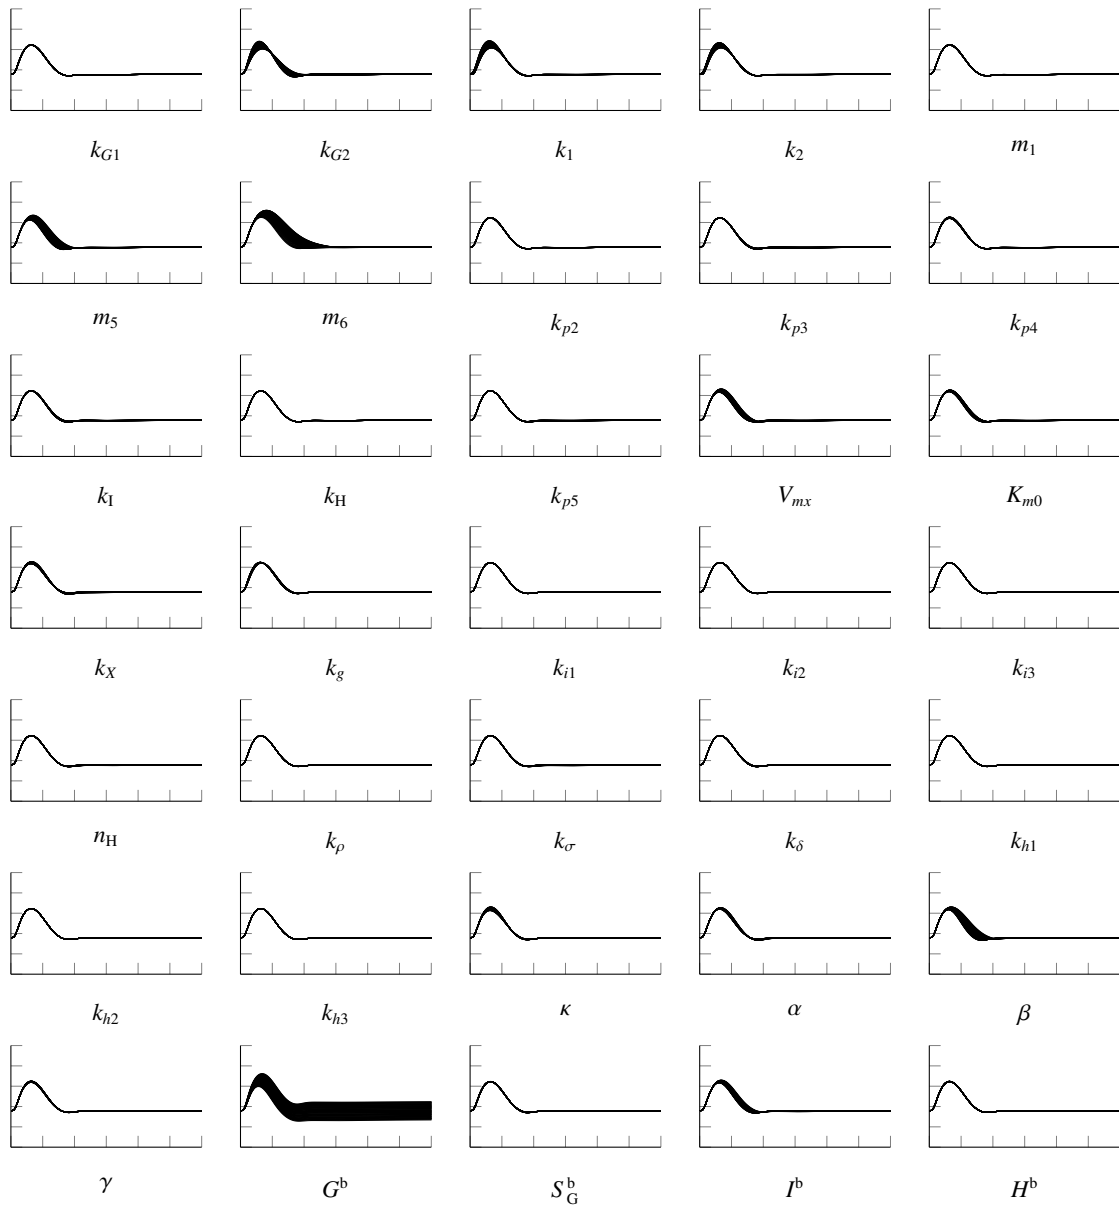 k_{G1} k_{G2} k_1 k_2 m_1
m_5 m_6 k_{p2} k_{p3} k_{p4}
k_I k_H k_{p5} V_{mx} K_{m0}
k_X k_g k_{i1} k_{i2} k_{i3}
n_H k_ρ k_σ k_δ k_{h1}
k_{h2} k_{h3} κ α β
γ G^b S_G^b I^b H^b